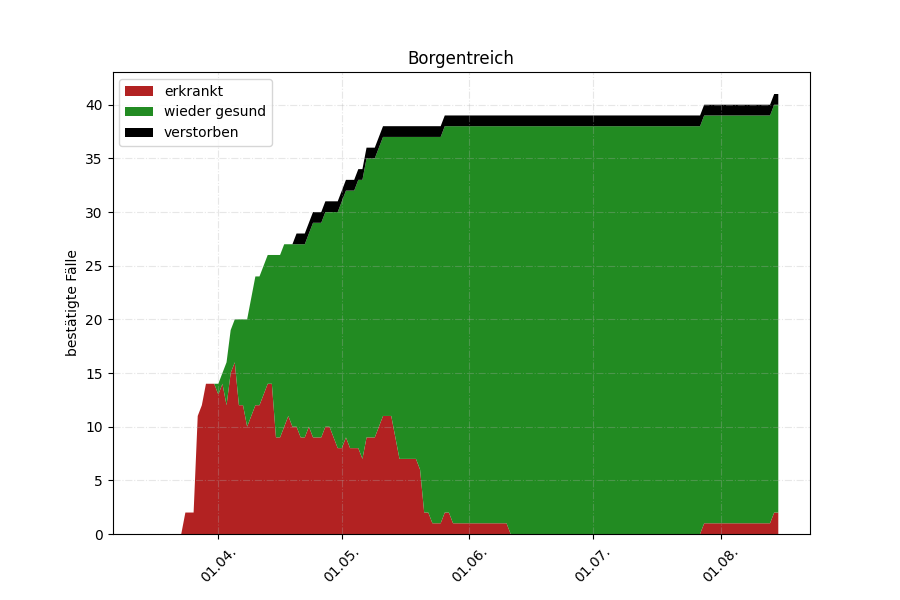 Borgentreich
erkrankt
wieder gesund
verstorben
bestätigte Fälle
40
35
30
25
20
15
10
5
0
01.04.
01.05.
01.06.
01.07.
01.08.